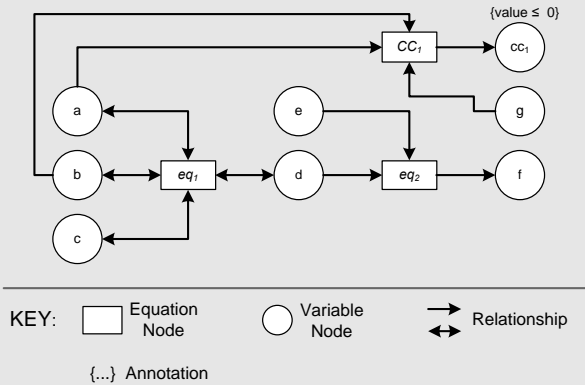 {value ≤ 0}
CC1 cc1
a e g
b eq1 d eq2 f
c
KEY: Equation Node Variable Node Relationship
{...} Annotation